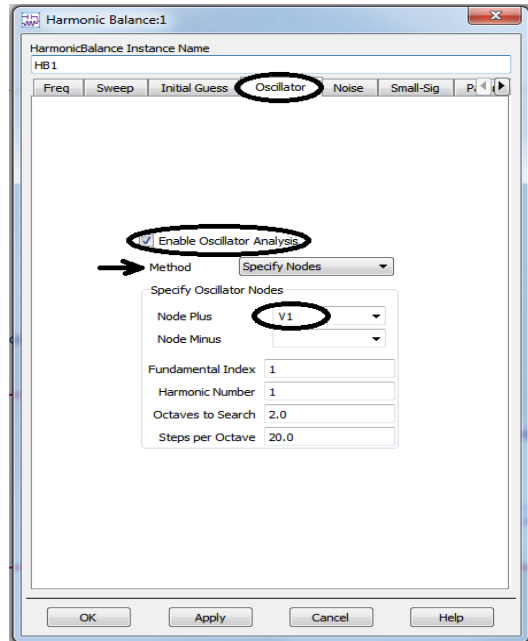 Harmonic Balance:1
HarmonicBalance Instance Name
HB1
Freq Sweep Initial Guess Oscillator Noise Small-Sig
Enable Oscillator Analysis
Method Specify Nodes
Specify Oscillator Nodes
Node Plus V1
Node Minus
Fundamental Index 1
Harmonic Number 1
Octaves to Search 2.0
Steps per Octave 20.0
OK Apply Cancel Help